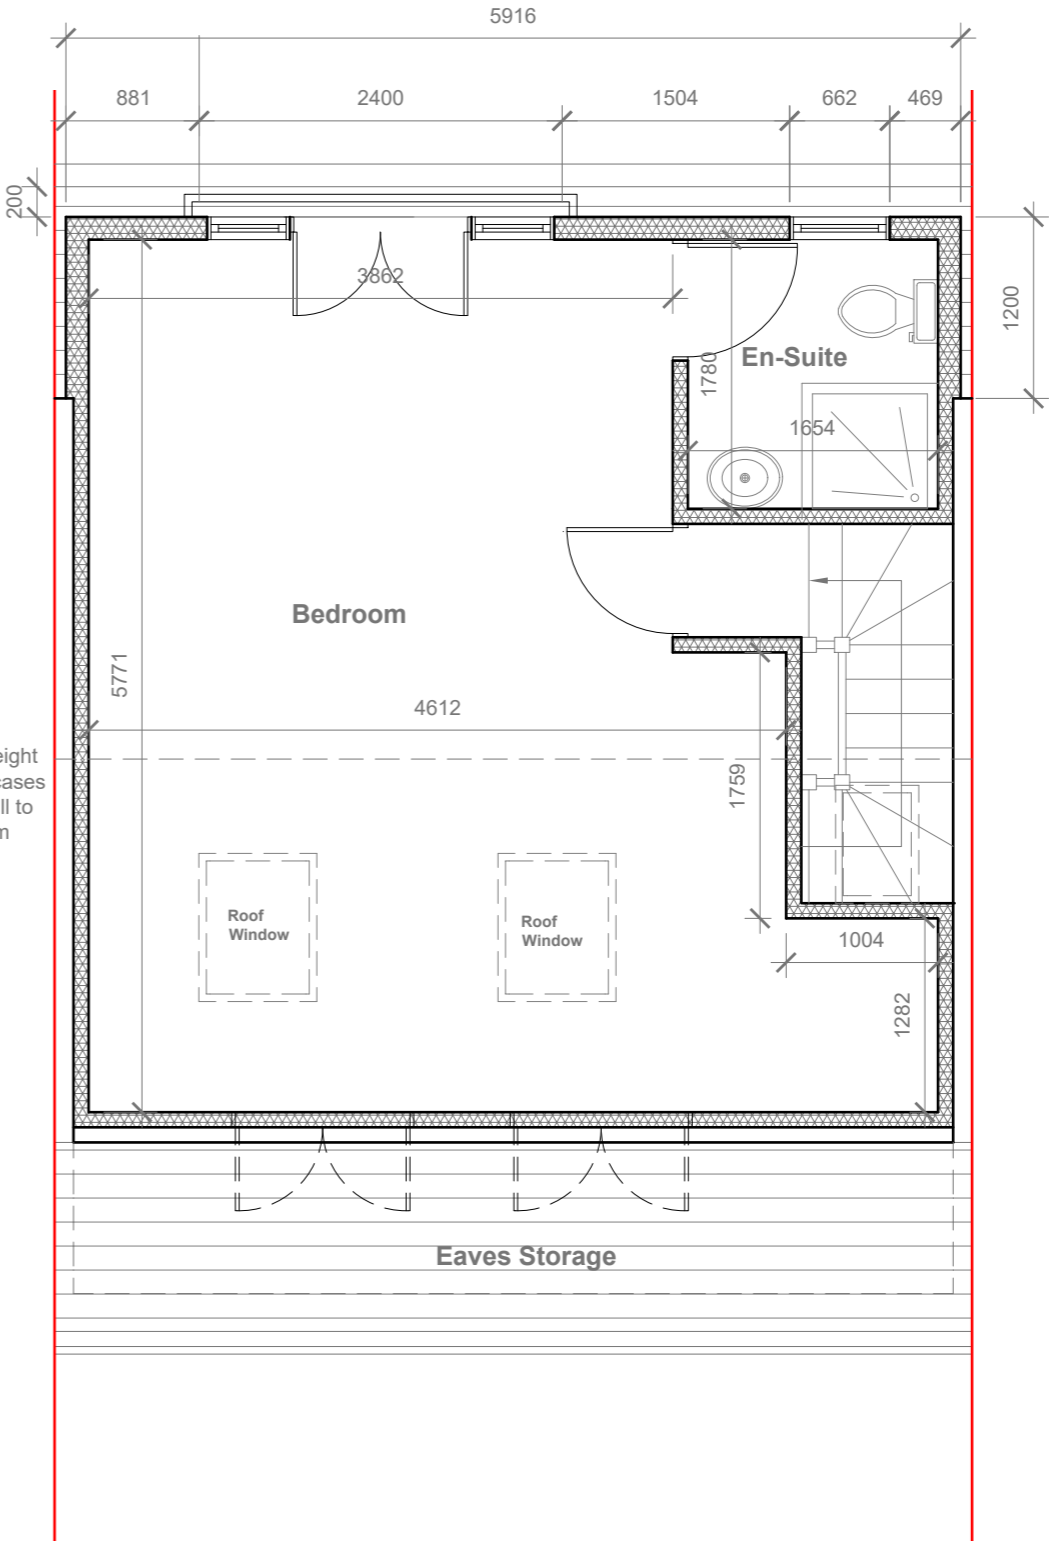 5916
881
2400
1504
662
469
200
3862
1200
1780
En-Suite
1654
Bedroom
5771
4612
eight
cases
ll to
m
1759
Roof
Window
Roof
Window
1004
1282
Eaves Storage